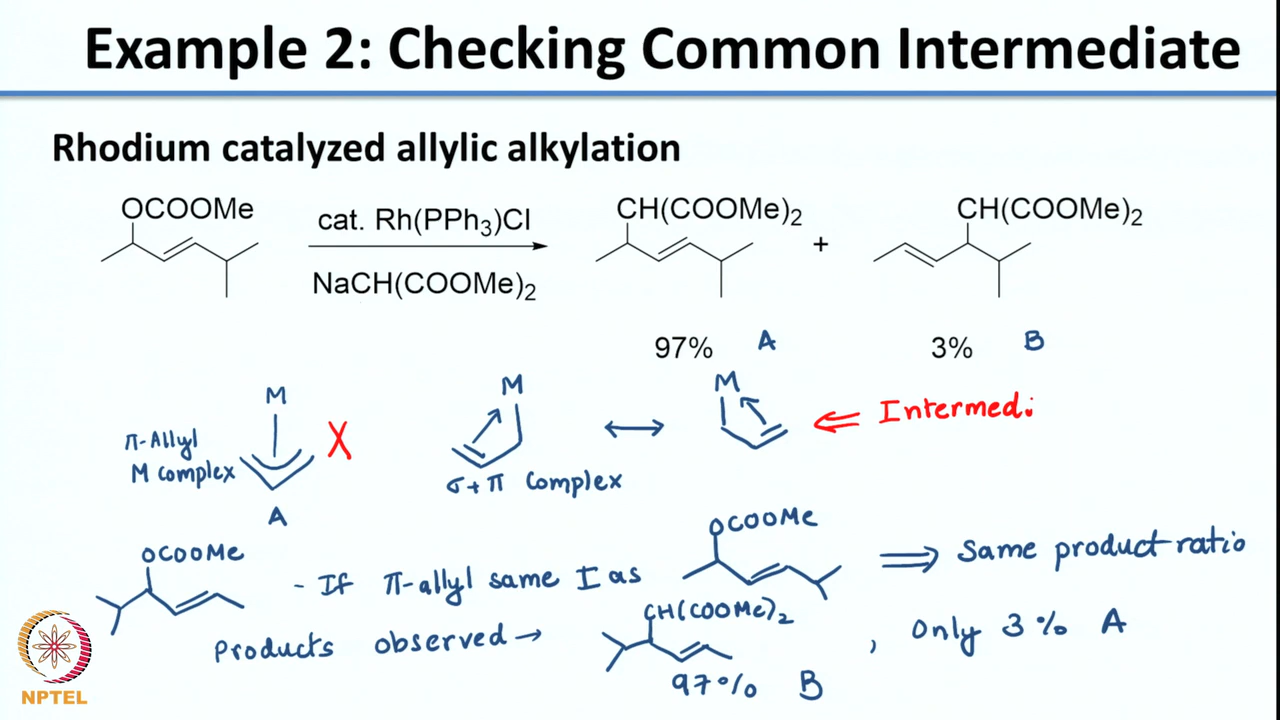 Example 2: Checking Common Intermediate
Rhodium catalyzed allylic alkylation
OCOOMe
cat. Rh(PPh3)Cl
NaCH(COOMe)2
CH(COOMe)2
+
CH(COOMe)2
97% A
3% B
M
π-Allyl
M complex
X
A
M
σ+π Complex
M
⇐ Intermedi
OCOOMe
- If π-allyl same I as
OCOOMe
⇒ Same product ratio
Products observed →
CH(COOMe)2
97% B
, Only 3% A
NPTEL